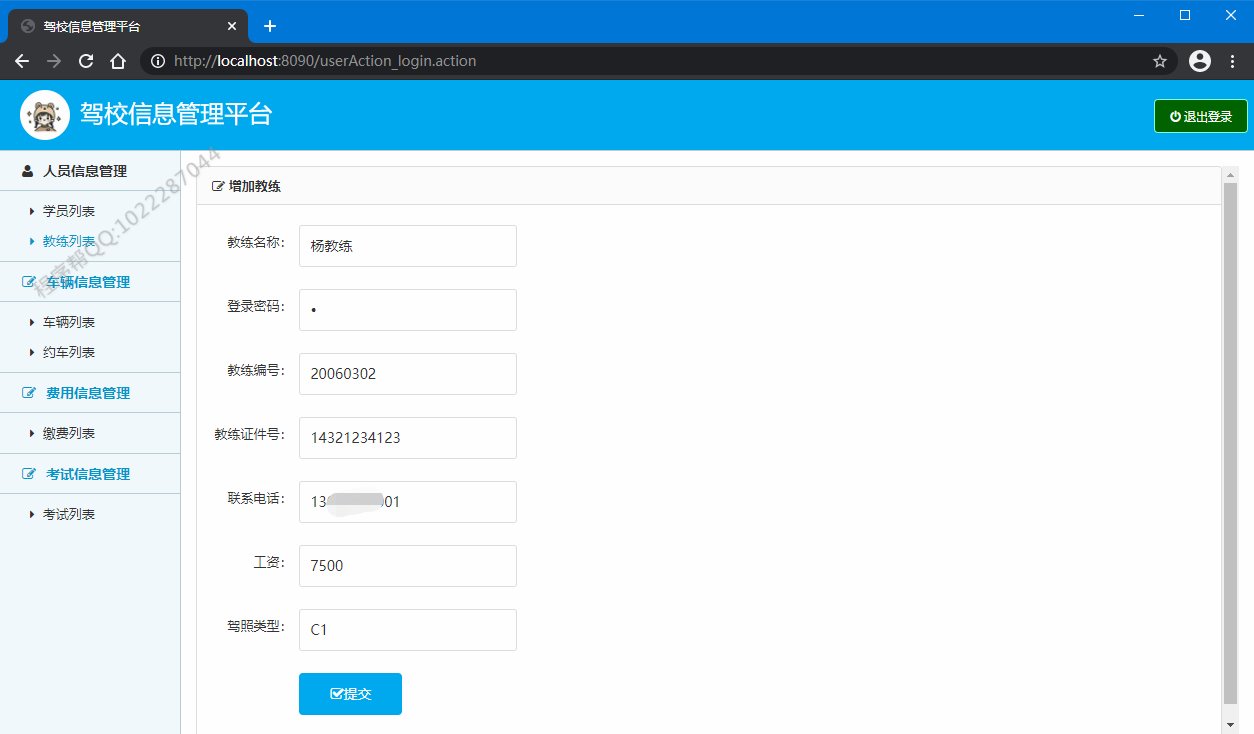 驾校信息管理平台
http://localhost:8090/userAction_login.action
驾校信息管理平台
退出登录
人员信息管理
学员列表
教练列表
车辆信息管理
车辆列表
约车列表
费用信息管理
缴费列表
考试信息管理
考试列表
程序帮QQ:1022287044
增加教练
教练名称： 杨教练
登录密码： •
教练编号： 20060302
教练证件号： 14321234123
联系电话： 13 01
工资： 7500
驾照类型： C1
提交